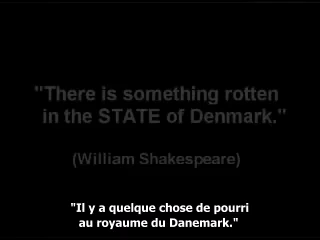 "There is something rotten
in the STATE of Denmark."
(William Shakespeare)
"Il y a quelque chose de pourri
au royaume du Danemark."